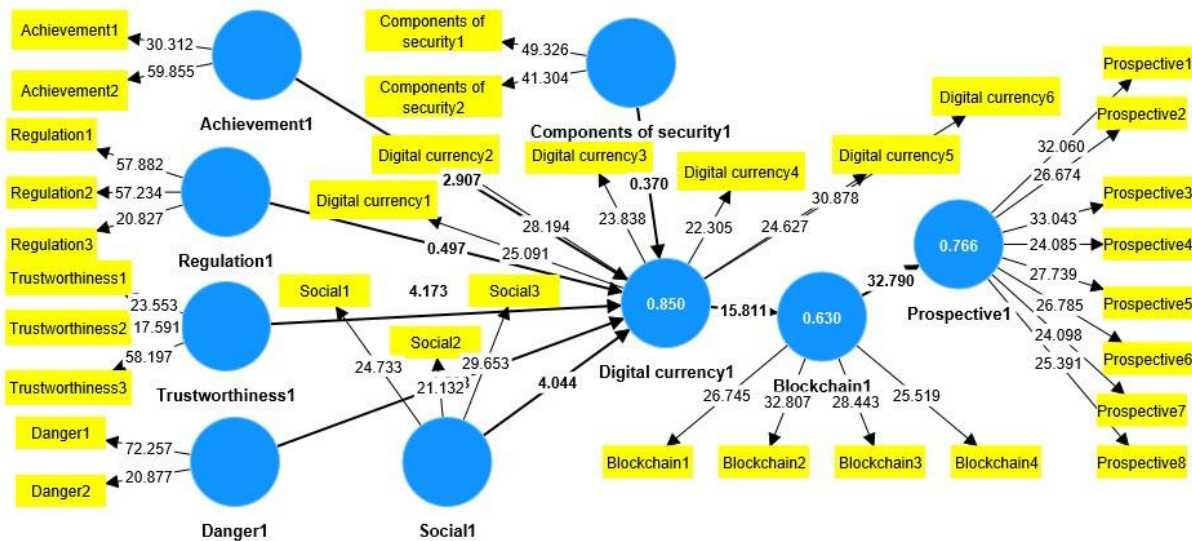 Achievement1
30.312
59.855
Achievement2
Achievement1
Components of
security1
49.326
41.304
Components of
security2
Components of security1
Regulation1
57.882
Regulation2
57.234
20.827
Regulation3
Regulation1
Digital currency2
2.907
28.194
Digital currency3
23.838
0.370
Digital currency4
22.305
Digital currency5
24.627
Digital currency6
30.878
Digital currency1
25.091
0.497
Trustworthiness1
23.553
Trustworthiness2
17.591
58.197
Trustworthiness3
Trustworthiness1
4.173
Social1
24.733
Social2
21.132
Social3
29.653
4.044
Danger1
72.257
20.877
Danger2
Danger1
Social1
0.850
Digital currency1
15.811
0.630
Blockchain1
26.745
32.807
28.443
25.519
Blockchain1
Blockchain2
Blockchain3
Blockchain4
32.790
0.766
Prospective1
Prospective1
32.060
Prospective2
26.674
Prospective3
33.043
Prospective4
24.085
27.739
Prospective5
26.785
Prospective6
24.098
Prospective7
25.391
Prospective8